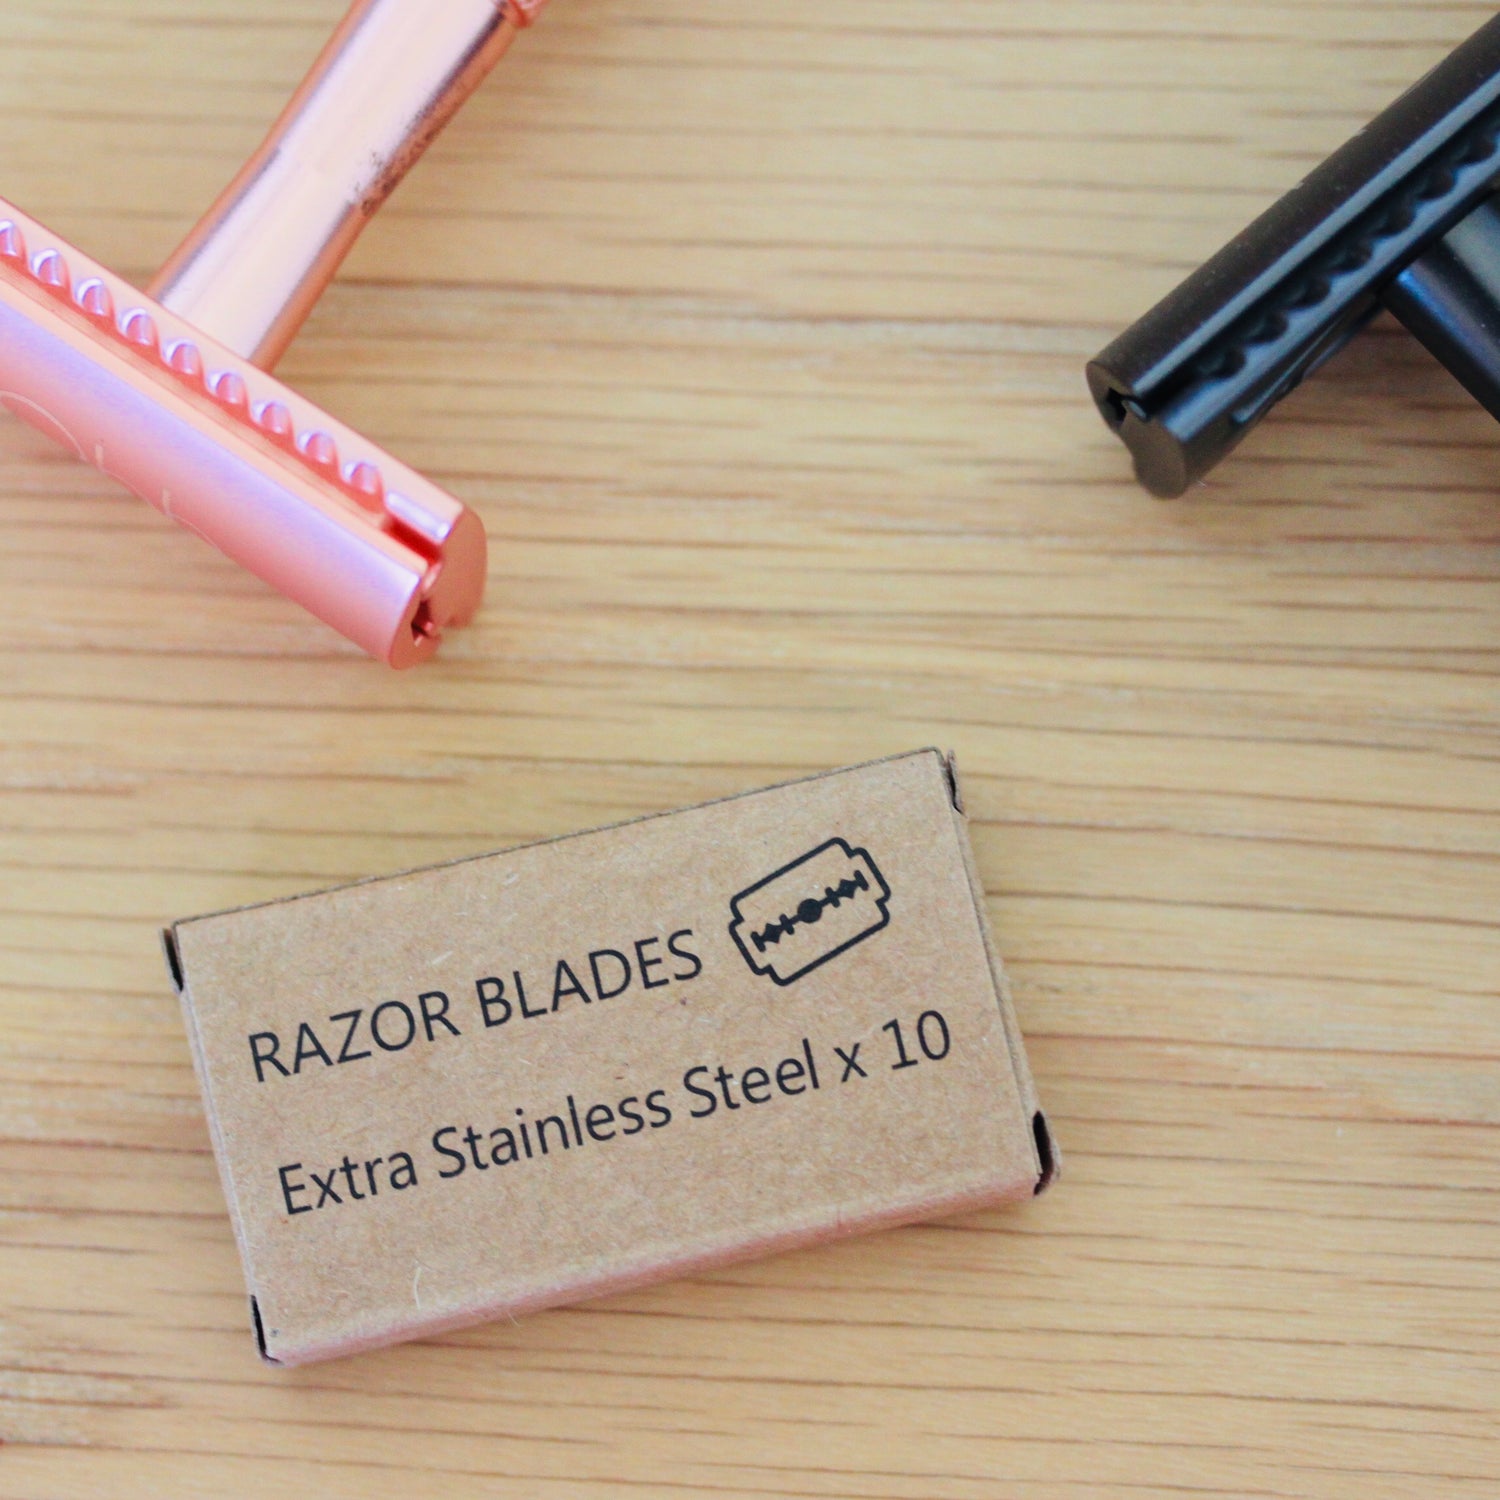 RAZOR BLADES
Extra Stainless Steel x 10